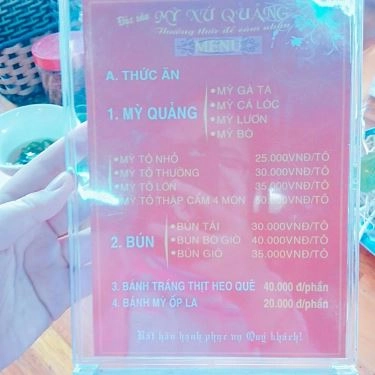 Đặc sản MỲ XỨ QUẢNG
Thưởng thức để cảm nhận
MENU
A. THỨC ĂN
1. MỲ QUẢNG
• MỲ GÀ TA
• MỲ CÁ LÓC
• MỲ LƯƠN
• MỲ BÒ
• MỲ TÔ NHỎ 25.000VNĐ/TÔ
• MỲ TÔ THƯỜNG 30.000VNĐ/TÔ
• MỲ TÔ LỚN 35.000VNĐ/TÔ
• MỲ TÔ THẬP CẨM 4 MÓN 50.000VNĐ/TÔ
2. BÚN
• BÚN TÁI 30.000VNĐ/TÔ
• BÚN BÒ GIÒ 40.000VNĐ/TÔ
• BÚN GIÒ 35.000VNĐ/TÔ
3. BÁNH TRÁNG THỊT HEO QUÊ 40.000 đ/phần
4. BÁNH MỲ ỐP LA 20.000 đ/phần
Rất hân hạnh phục vụ Quý khách!